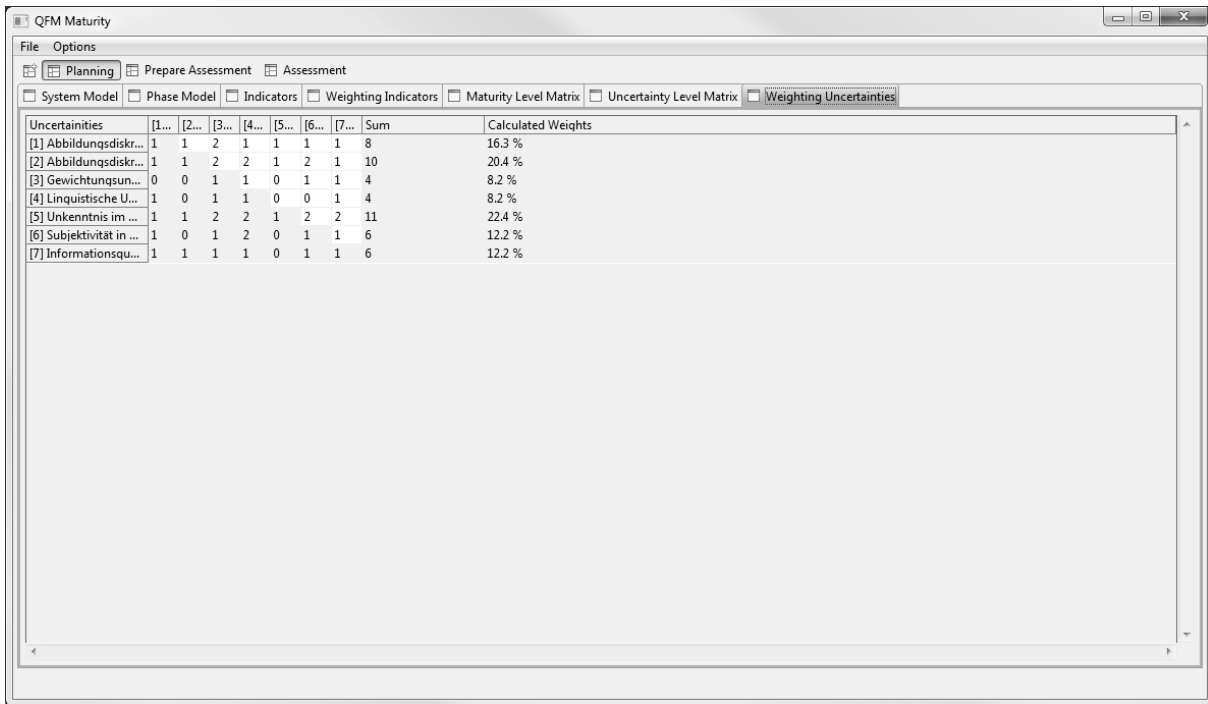 QFM Maturity
File Options
Planning Prepare Assessment Assessment
System Model Phase Model Indicators Weighting Indicators Maturity Level Matrix Uncertainty Level Matrix Weighting Uncertainties
Uncertainities [1... [2... [3... [4... [5... [6... [7... Sum Calculated Weights
[1] Abbildungsdiskr... 1 1 2 1 1 1 1 8 16.3 %
[2] Abbildungsdiskr... 1 1 2 2 1 2 1 10 20.4 %
[3] Gewichtungsun... 0 0 1 1 0 1 1 4 8.2 %
[4] Linguistische U... 1 0 1 1 0 0 1 4 8.2 %
[5] Unkenntnis im ... 1 1 2 2 1 2 2 11 22.4 %
[6] Subjektivität in ... 1 0 1 2 0 1 1 6 12.2 %
[7] Informationsqu... 1 1 1 1 0 1 1 6 12.2 %